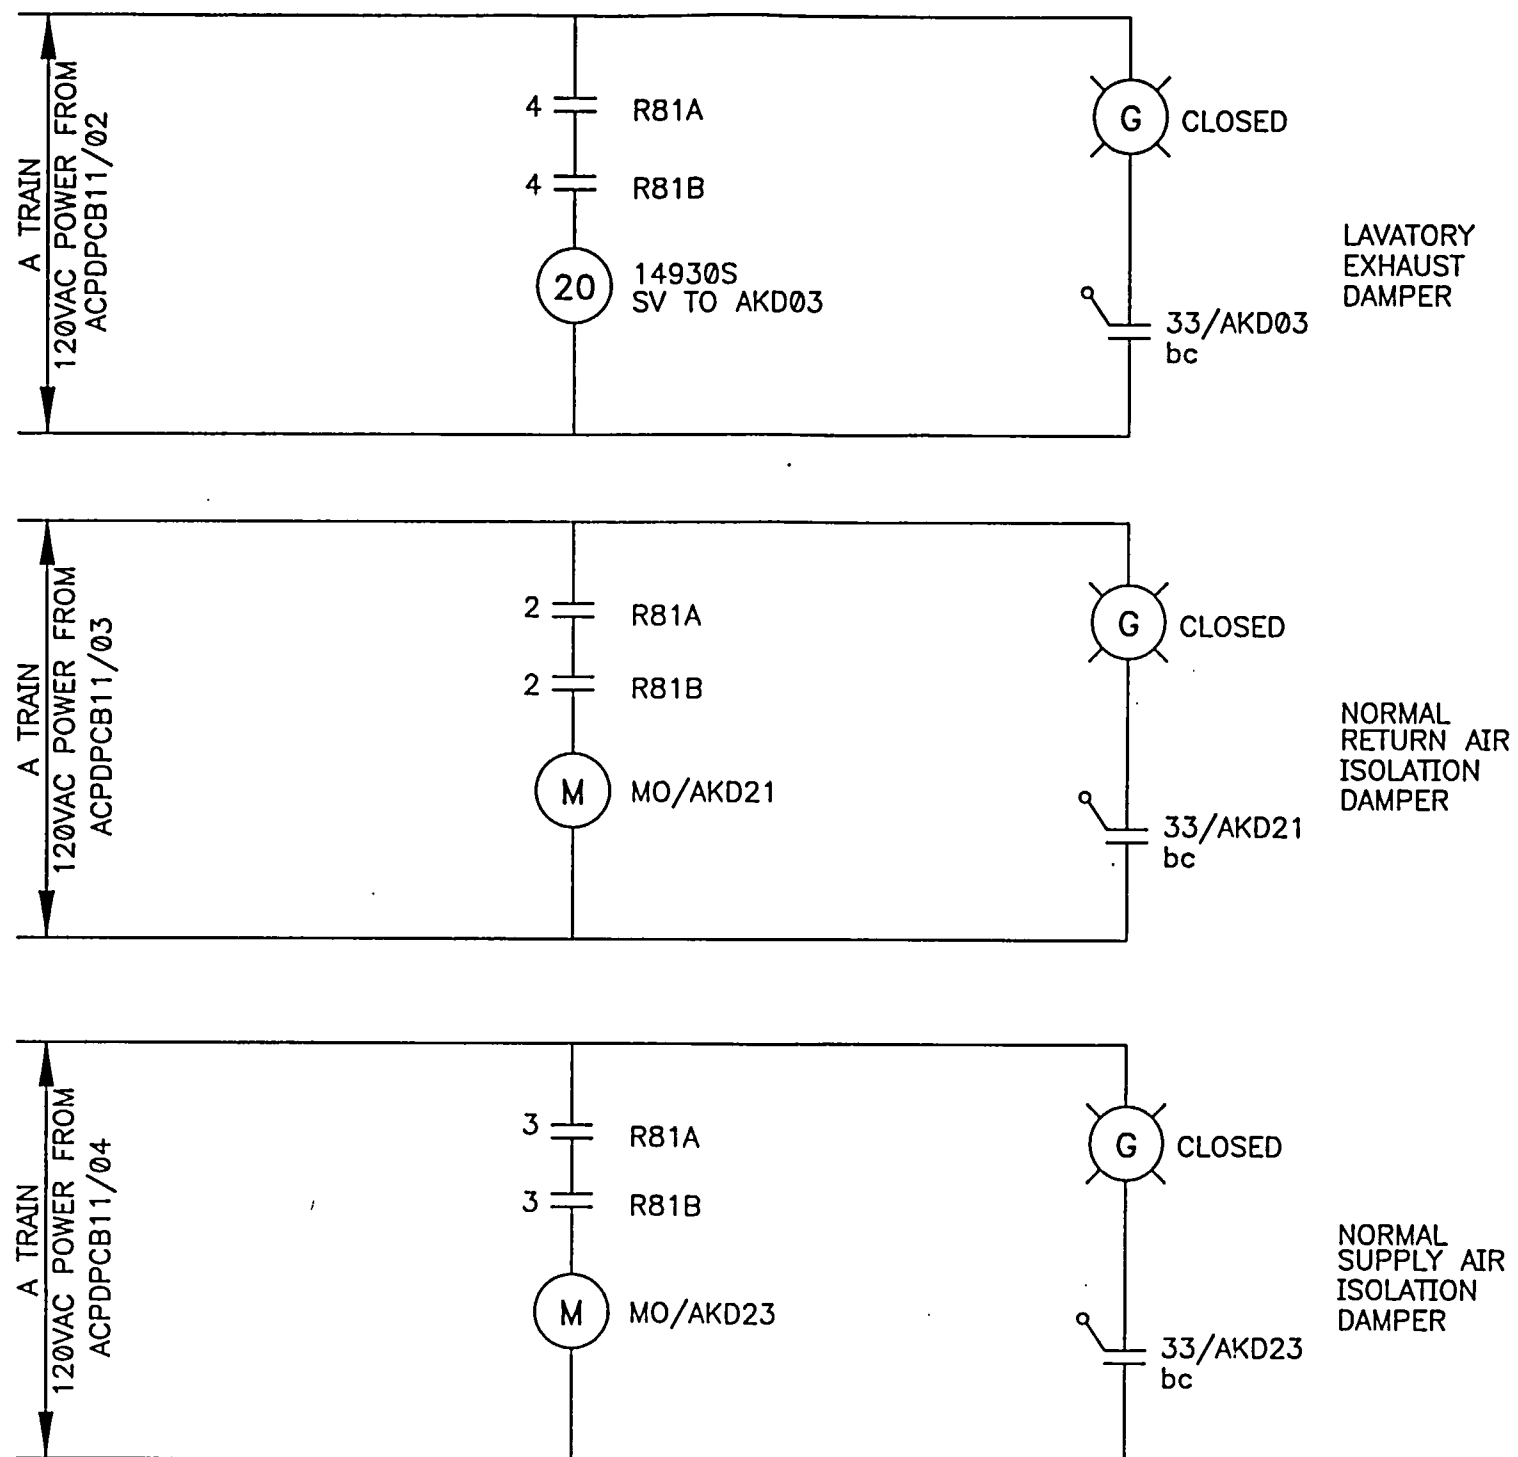 A TRAIN
120VAC POWER FROM
ACPDPCB11/02
4 R81A
4 R81B
20 14930S
SV TO AKD03
G CLOSED
33/AKD03
bc
LAVATORY
EXHAUST
DAMPER
A TRAIN
120VAC POWER FROM
ACPDPCB11/03
2 R81A
2 R81B
M MO/AKD21
G CLOSED
33/AKD21
bc
NORMAL
RETURN AIR
ISOLATION
DAMPER
A TRAIN
120VAC POWER FROM
ACPDPCB11/04
3 R81A
3 R81B
M MO/AKD23
G CLOSED
33/AKD23
bc
NORMAL
SUPPLY AIR
ISOLATION
DAMPER